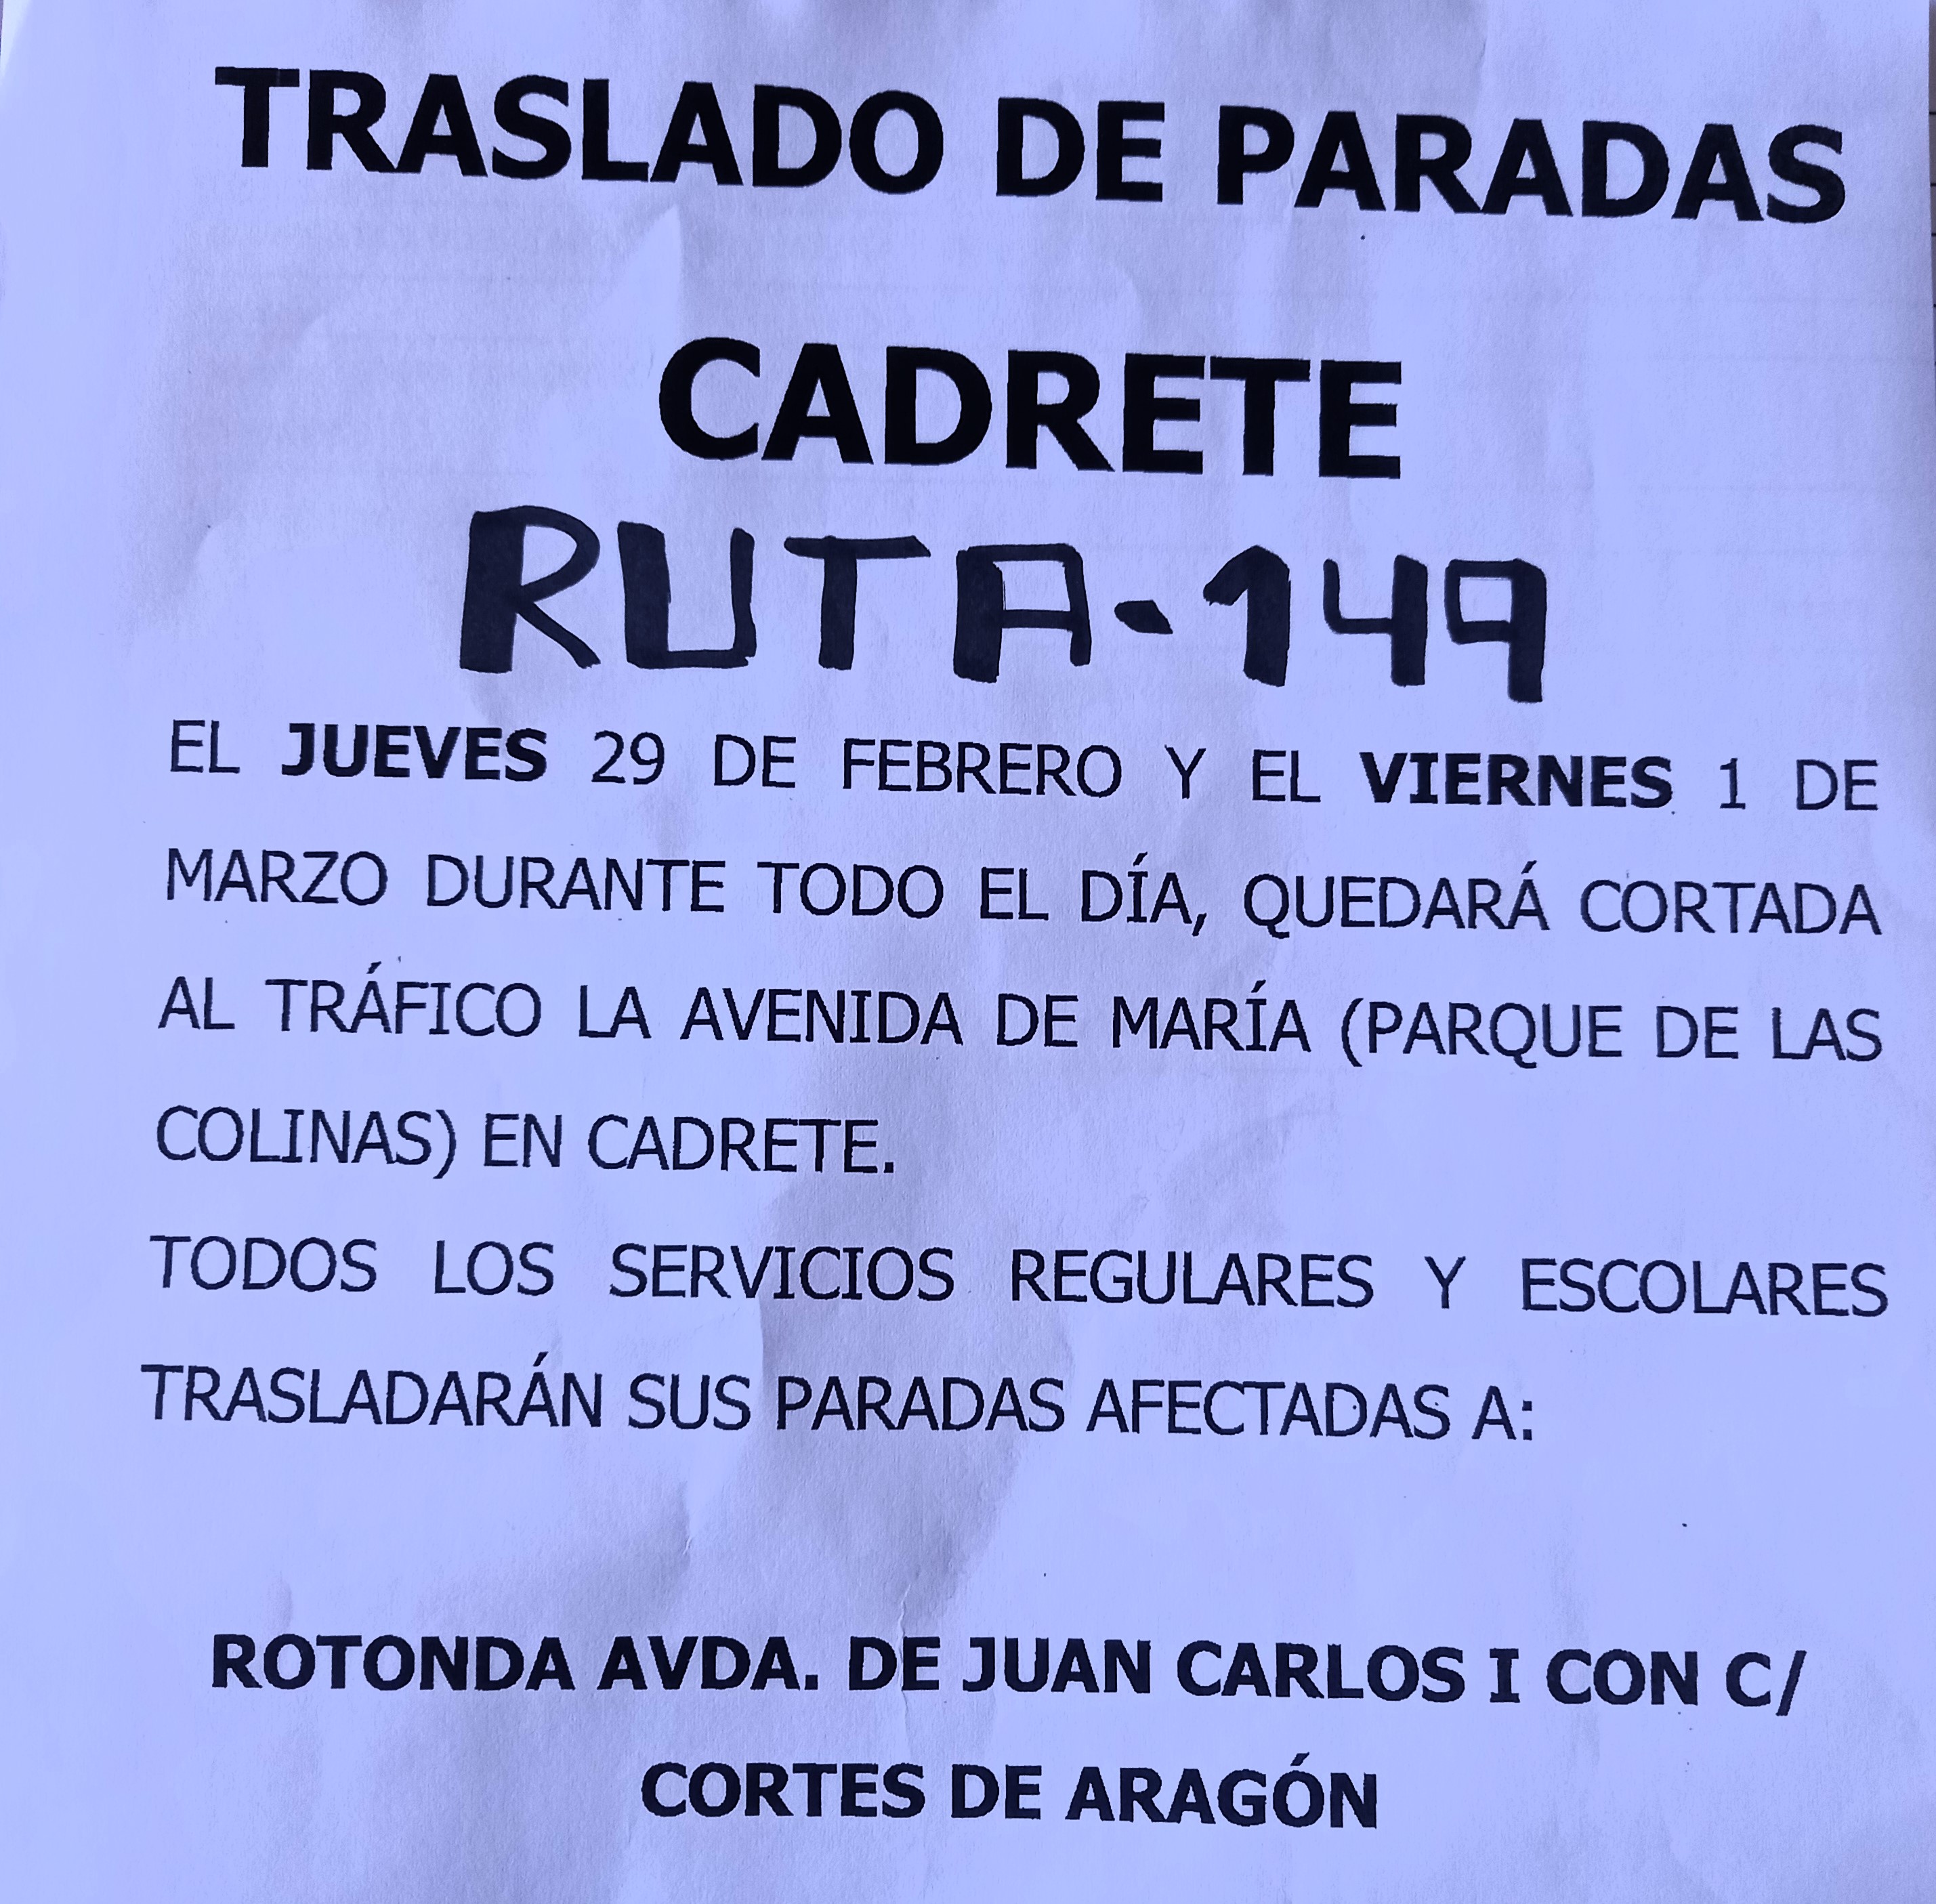 TRASLADO DE PARADAS
CADRETE
RUTA-149
EL JUEVES 29 DE FEBRERO Y EL VIERNES 1 DE
MARZO DURANTE TODO EL DÍA, QUEDARÁ CORTADA
AL TRÁFICO LA AVENIDA DE MARÍA (PARQUE DE LAS
COLINAS) EN CADRETE.
TODOS LOS SERVICIOS REGULARES Y ESCOLARES
TRASLADARÁN SUS PARADAS AFECTADAS A:
ROTONDA AVDA. DE JUAN CARLOS I CON C/
CORTES DE ARAGÓN